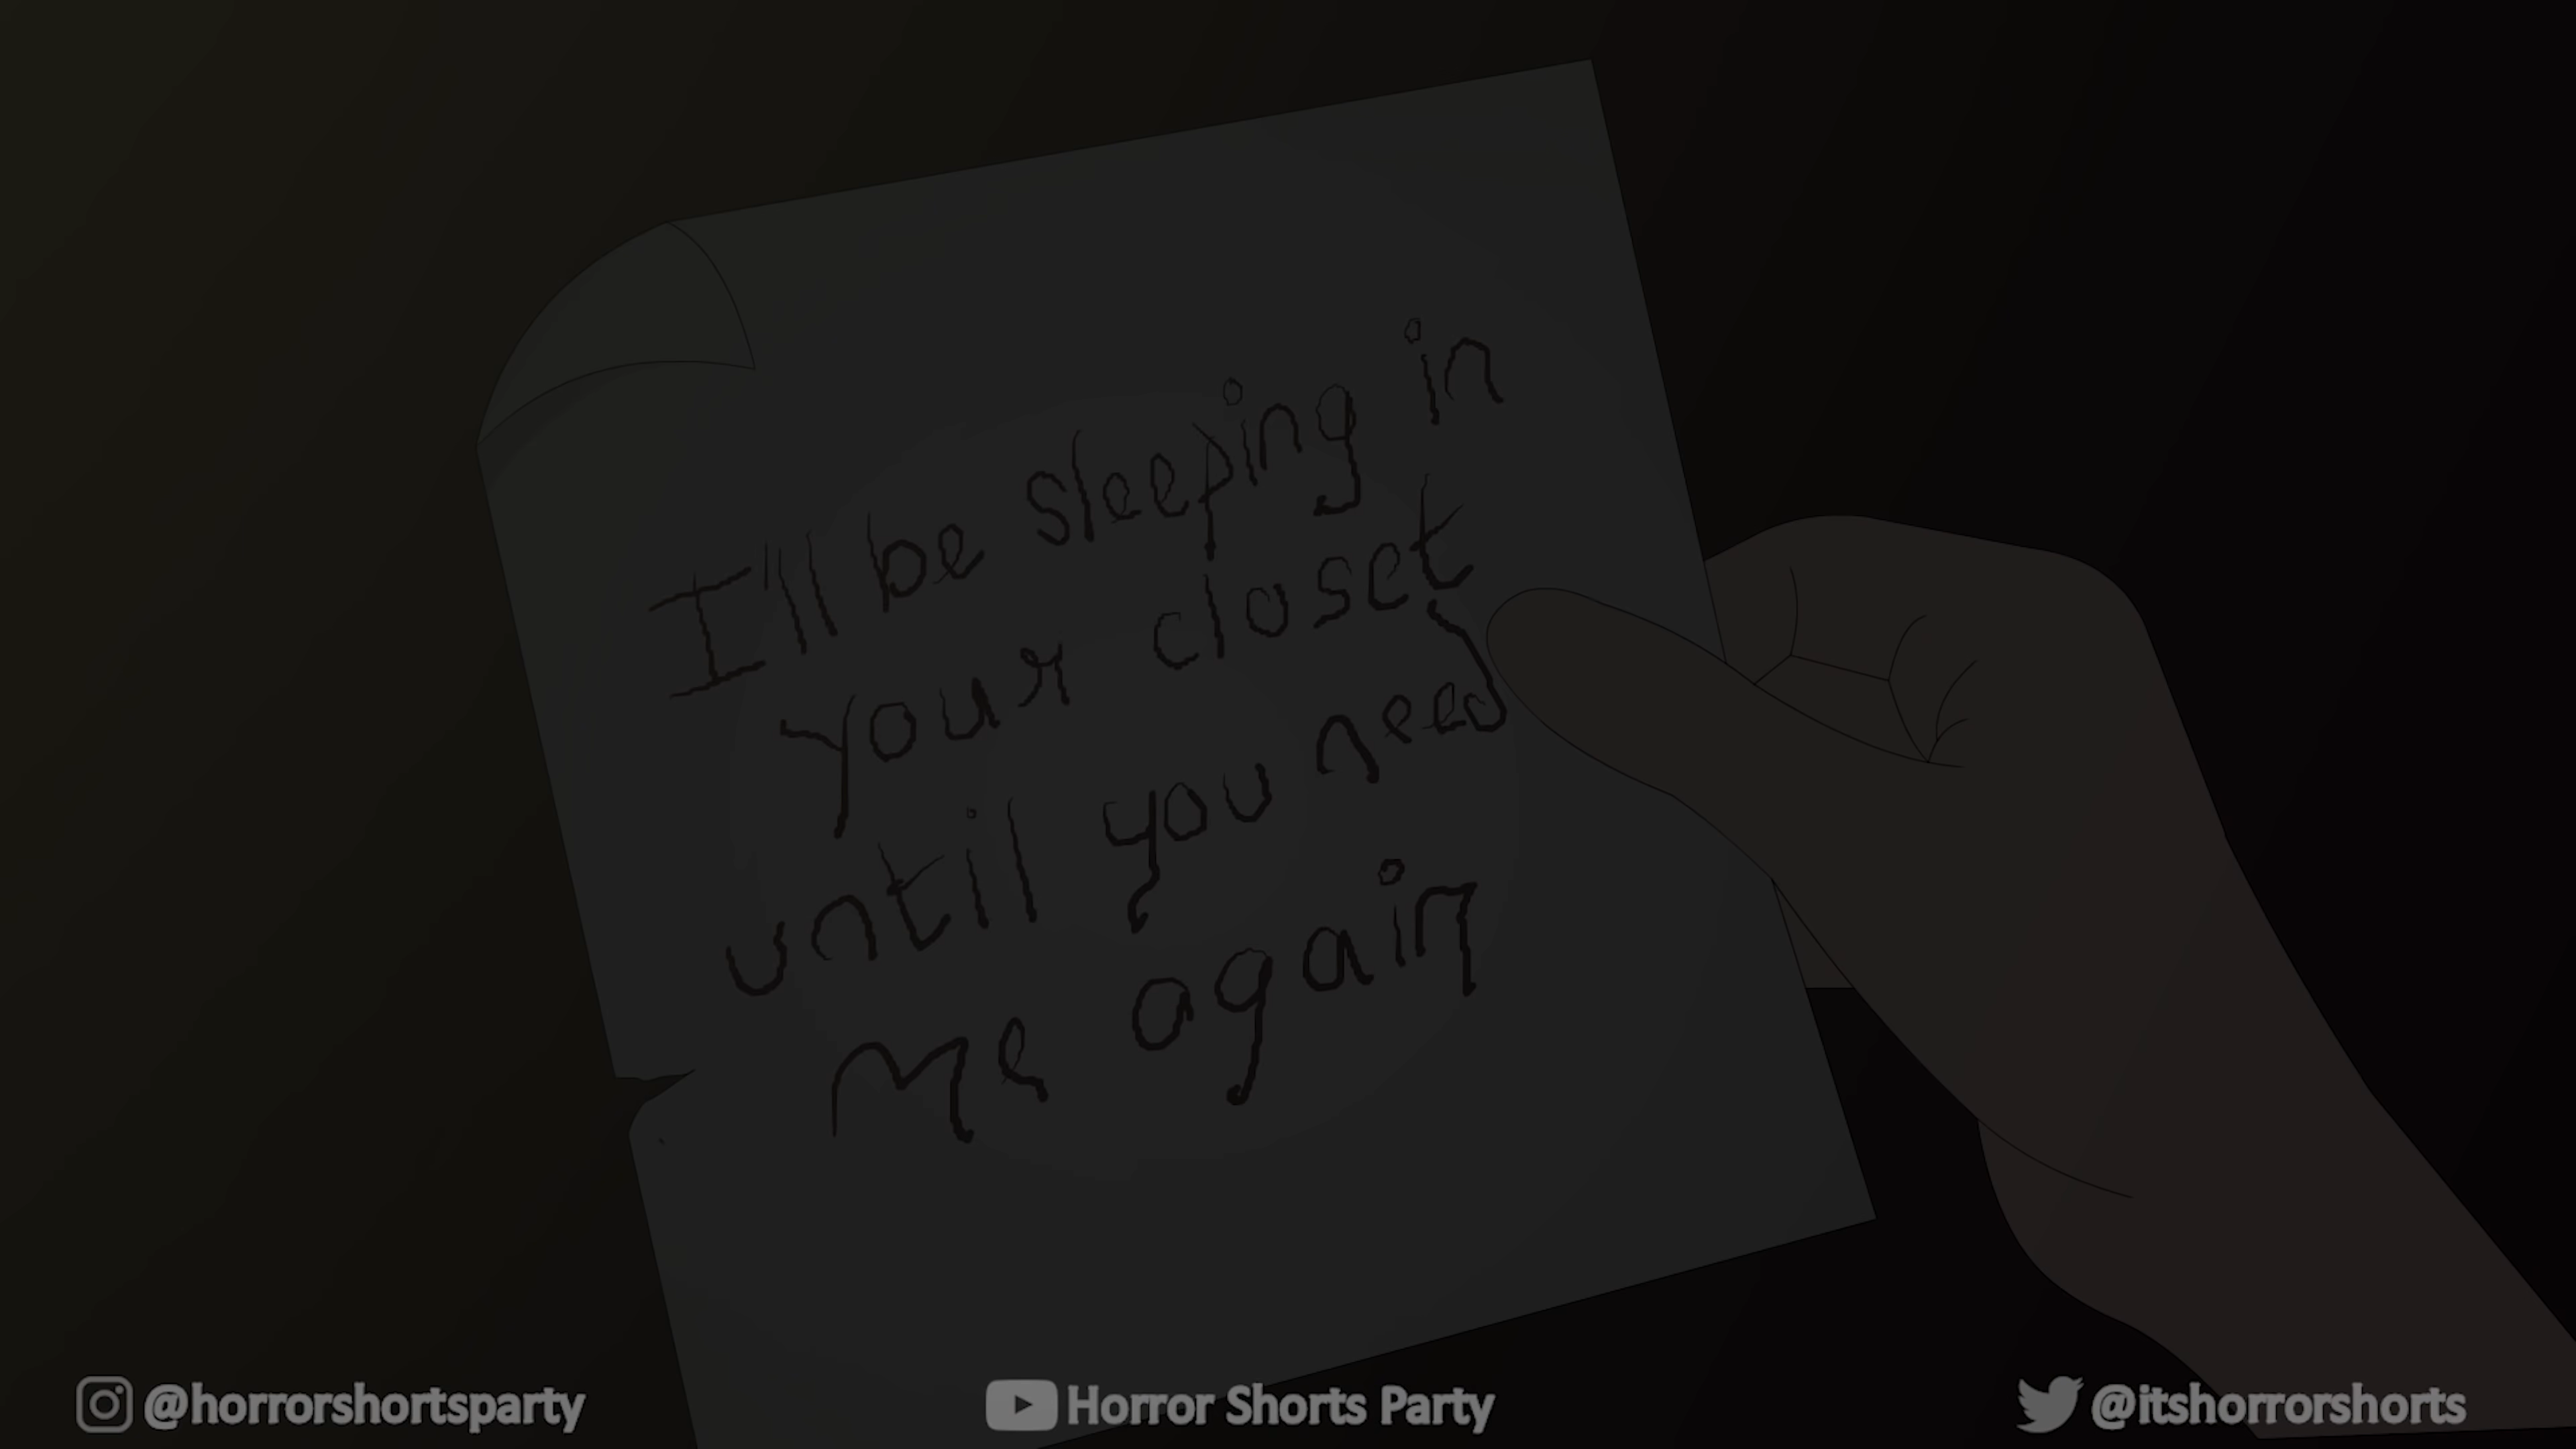 I'll be sleeping in
your closet
until you need
me again
@horrorshortsparty
Horror Shorts Party
@itshorrorshorts